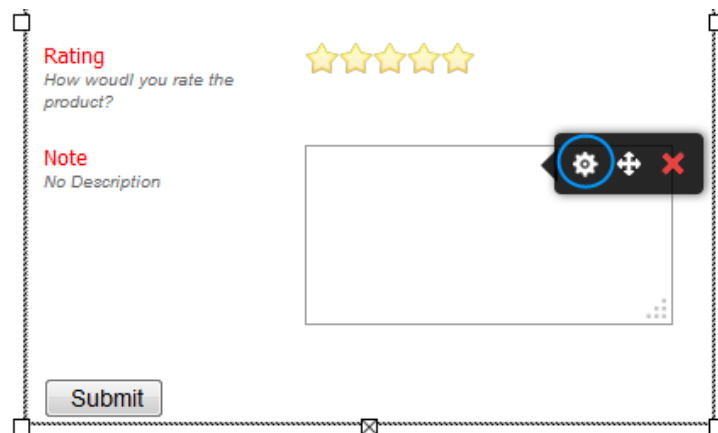 Rating
How woudl you rate the
product?
Note
No Description
Submit